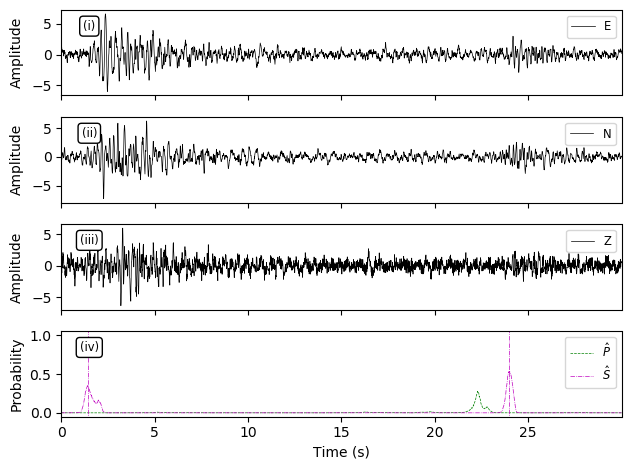 Amplitude
5
0
−5
(i)
E
Amplitude
5
0
−5
(ii)
N
Amplitude
5
0
−5
(iii)
Z
Probability
1.0
0.5
0.0
(iv)
P̂
Ŝ
0 5 10 15 20 25
Time (s)